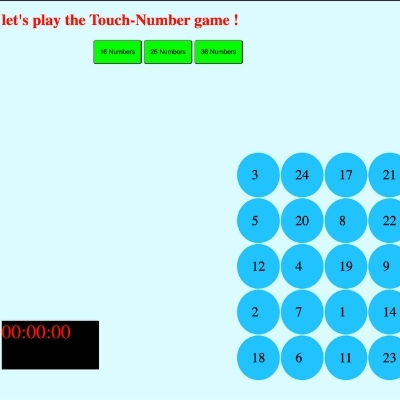 let's play the Touch-Number game !
16 Numbers 25 Numbers 36 Numbers
3 24 17 21
5 20 8 22
12 4 19 9
2 7 1 14
00:00:00
18 6 11 23